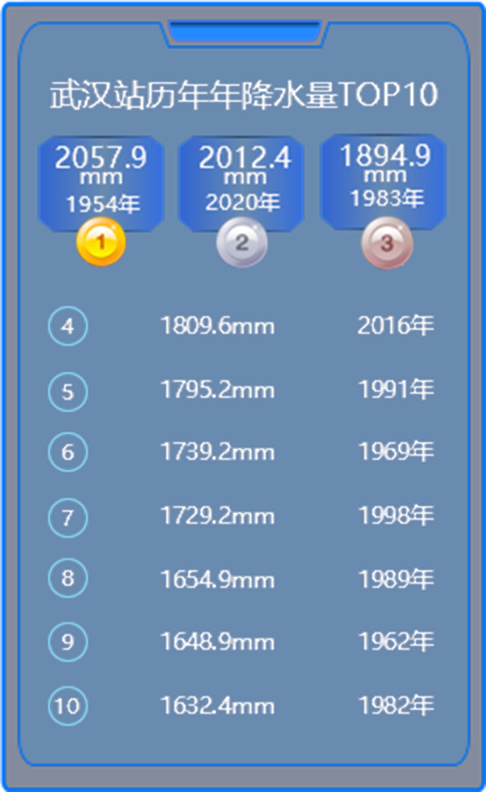 武汉站历年年降水量TOP10
2057.9
mm
1954年
1
2012.4
mm
2020年
2
1894.9
mm
1983年
3
4 1809.6mm 2016年
5 1795.2mm 1991年
6 1739.2mm 1969年
7 1729.2mm 1998年
8 1654.9mm 1989年
9 1648.9mm 1962年
10 1632.4mm 1982年